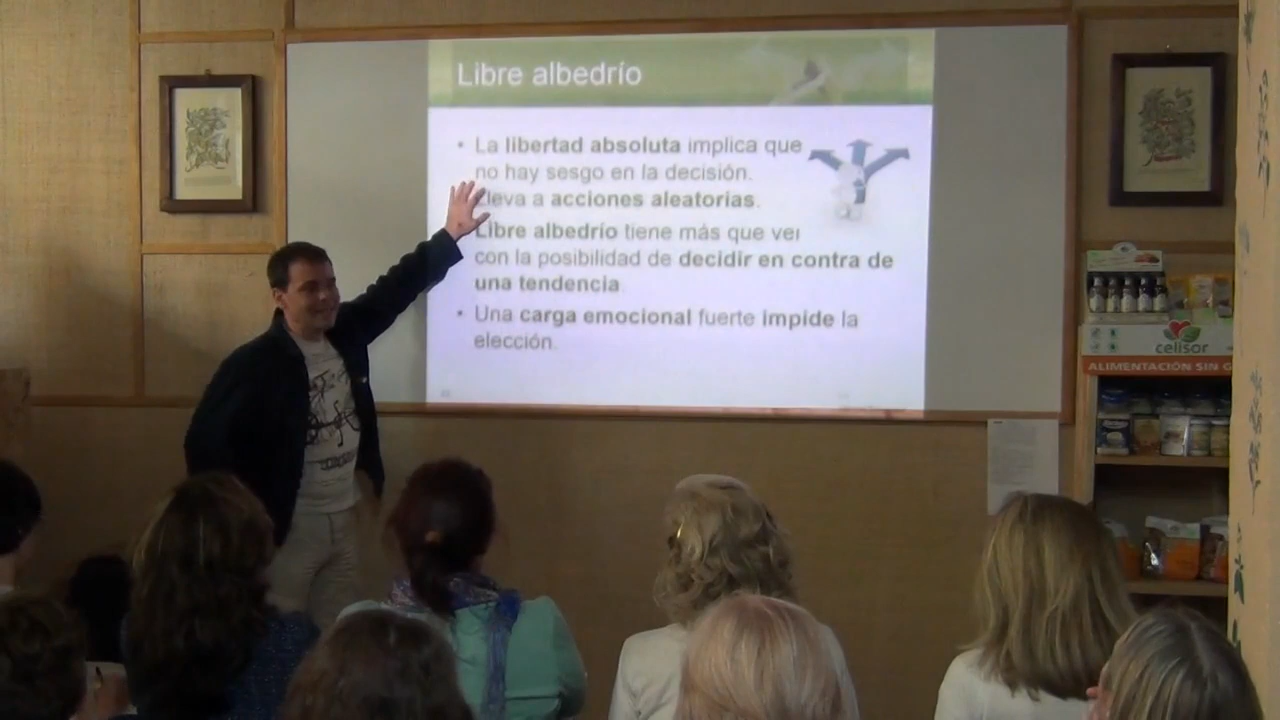 Libre albedrío
• La libertad absoluta implica que
no hay sesgo en la decisión.
lleva a acciones aleatorias.
Libre albedrío tiene más que ver
con la posibilidad de decidir en contra de
una tendencia
• Una carga emocional fuerte impide la
elección.
celisor
ALIMENTACIÓN SIN G